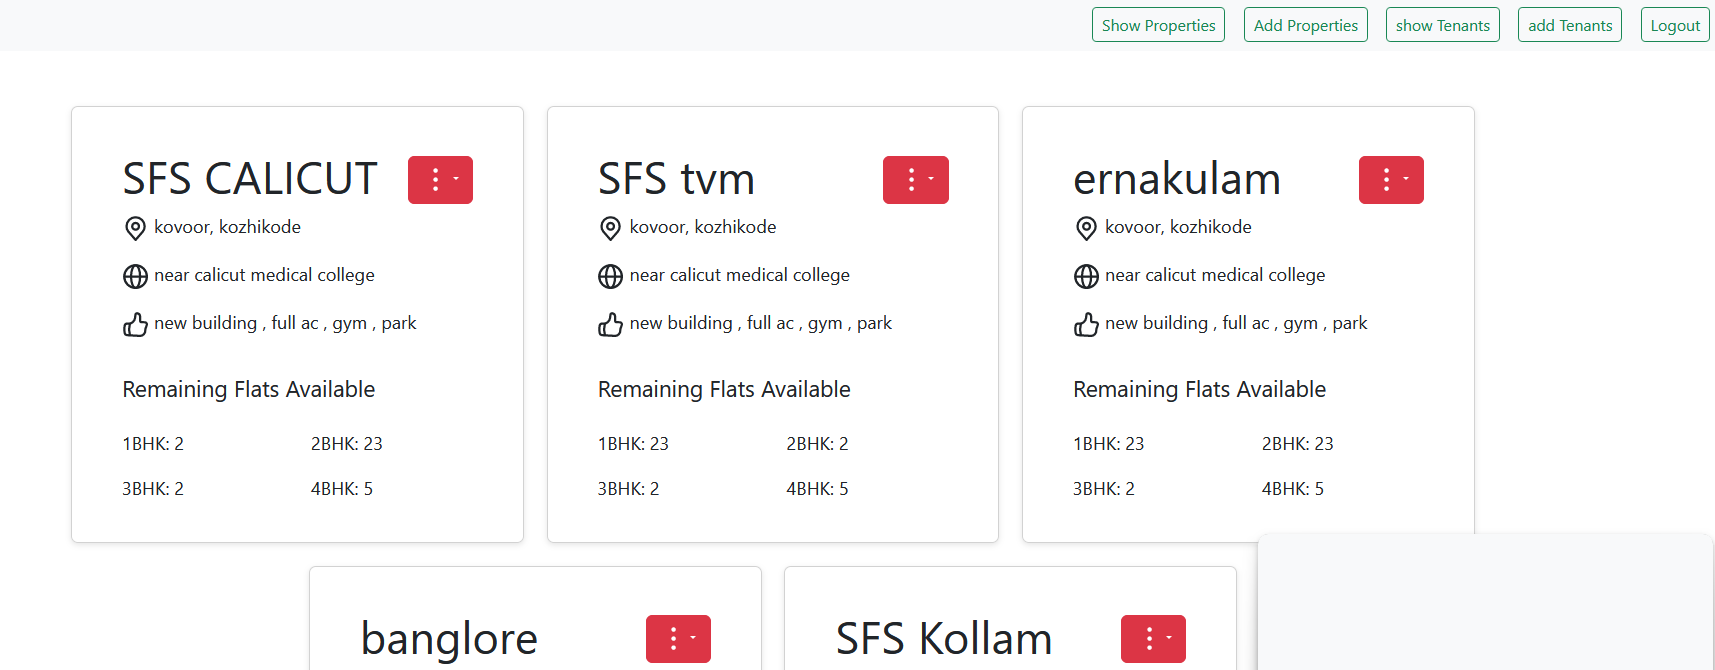 Show Properties Add Properties show Tenants add Tenants Logout
SFS CALICUT
kovoor, kozhikode
near calicut medical college
new building , full ac , gym , park
Remaining Flats Available
1BHK: 2 2BHK: 23
3BHK: 2 4BHK: 5
SFS tvm
kovoor, kozhikode
near calicut medical college
new building , full ac , gym , park
Remaining Flats Available
1BHK: 23 2BHK: 2
3BHK: 2 4BHK: 5
ernakulam
kovoor, kozhikode
near calicut medical college
new building , full ac , gym , park
Remaining Flats Available
1BHK: 23 2BHK: 23
3BHK: 2 4BHK: 5
banglore
SFS Kollam